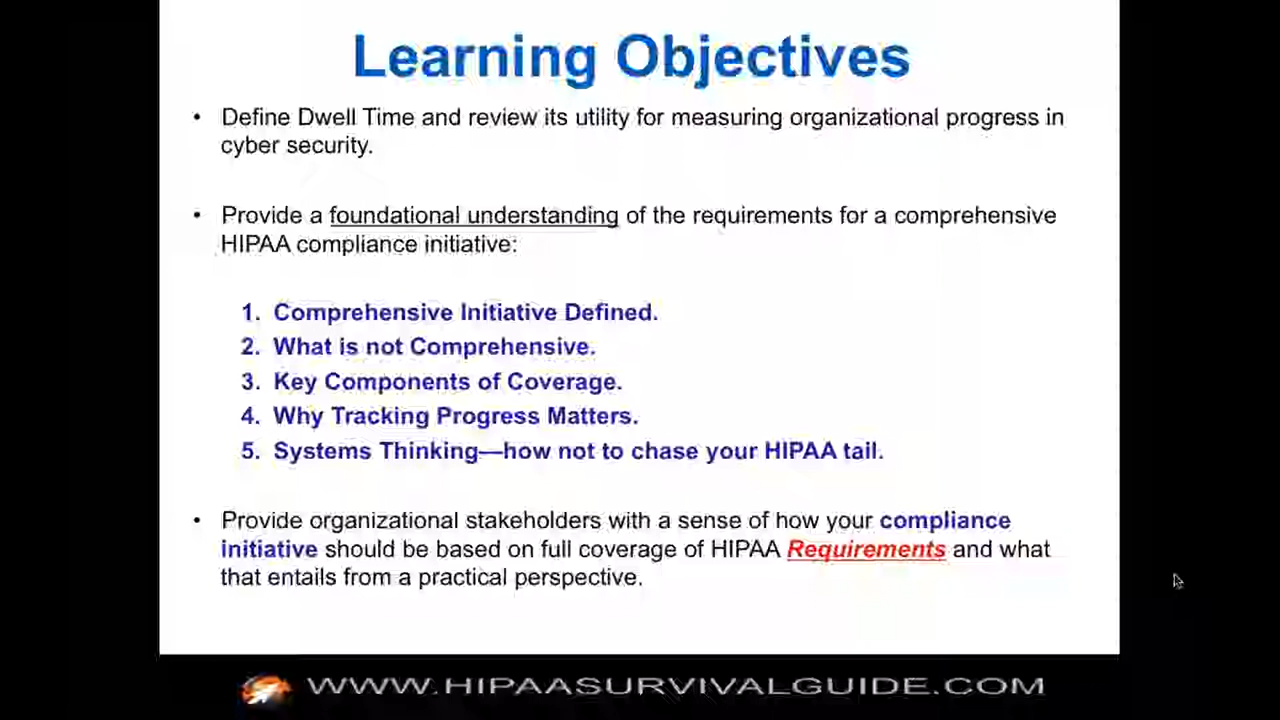 Learning Objectives
• Define Dwell Time and review its utility for measuring organizational progress in
cyber security.
• Provide a foundational understanding of the requirements for a comprehensive
HIPAA compliance initiative:
1. Comprehensive Initiative Defined.
2. What is not Comprehensive.
3. Key Components of Coverage.
4. Why Tracking Progress Matters.
5. Systems Thinking—how not to chase your HIPAA tail.
• Provide organizational stakeholders with a sense of how your compliance
initiative should be based on full coverage of HIPAA Requirements and what
that entails from a practical perspective.
WWW.HIPAASURVIVALGUIDE.COM